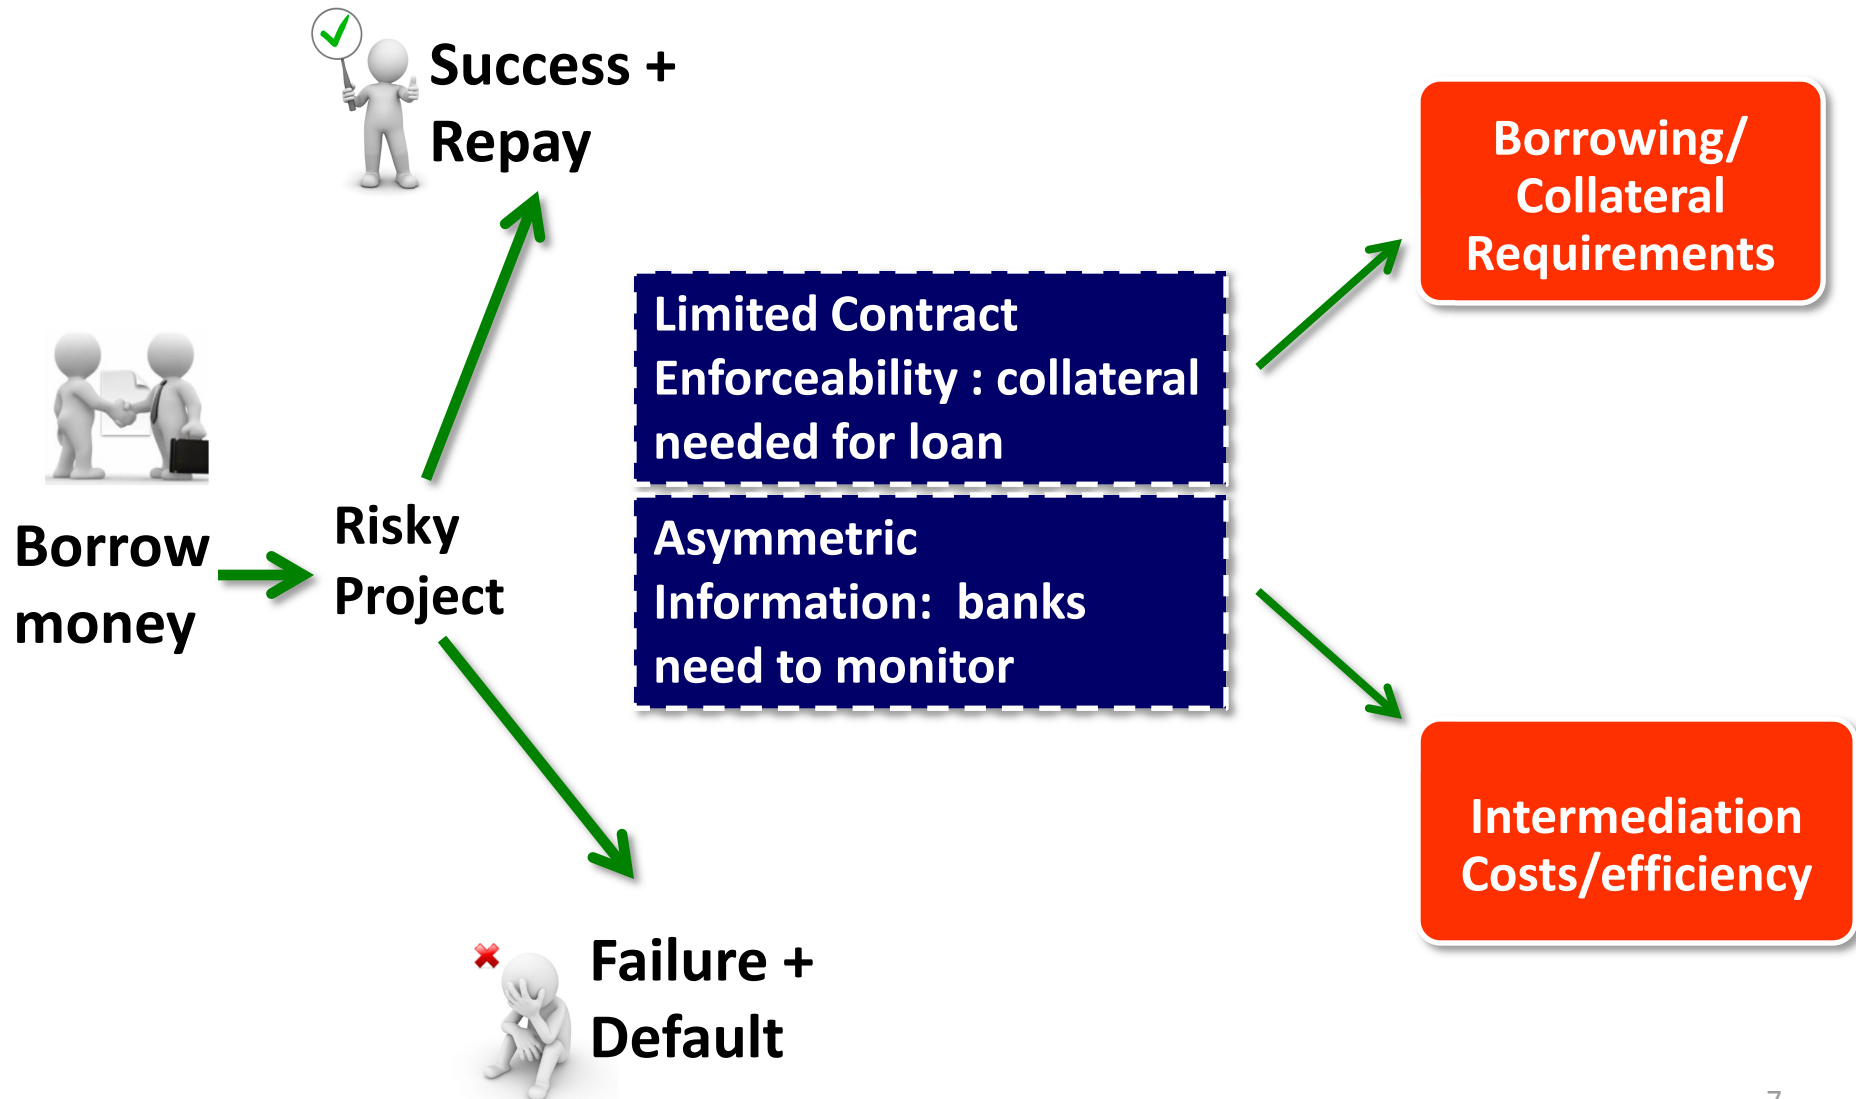 Success +
Repay
Borrowing/
Collateral
Requirements
Limited Contract
Enforceability : collateral
needed for loan
Borrow
money
Risky
Project
Asymmetric
Information:  banks
need to monitor
Intermediation
Costs/efficiency
Failure +
Default
7